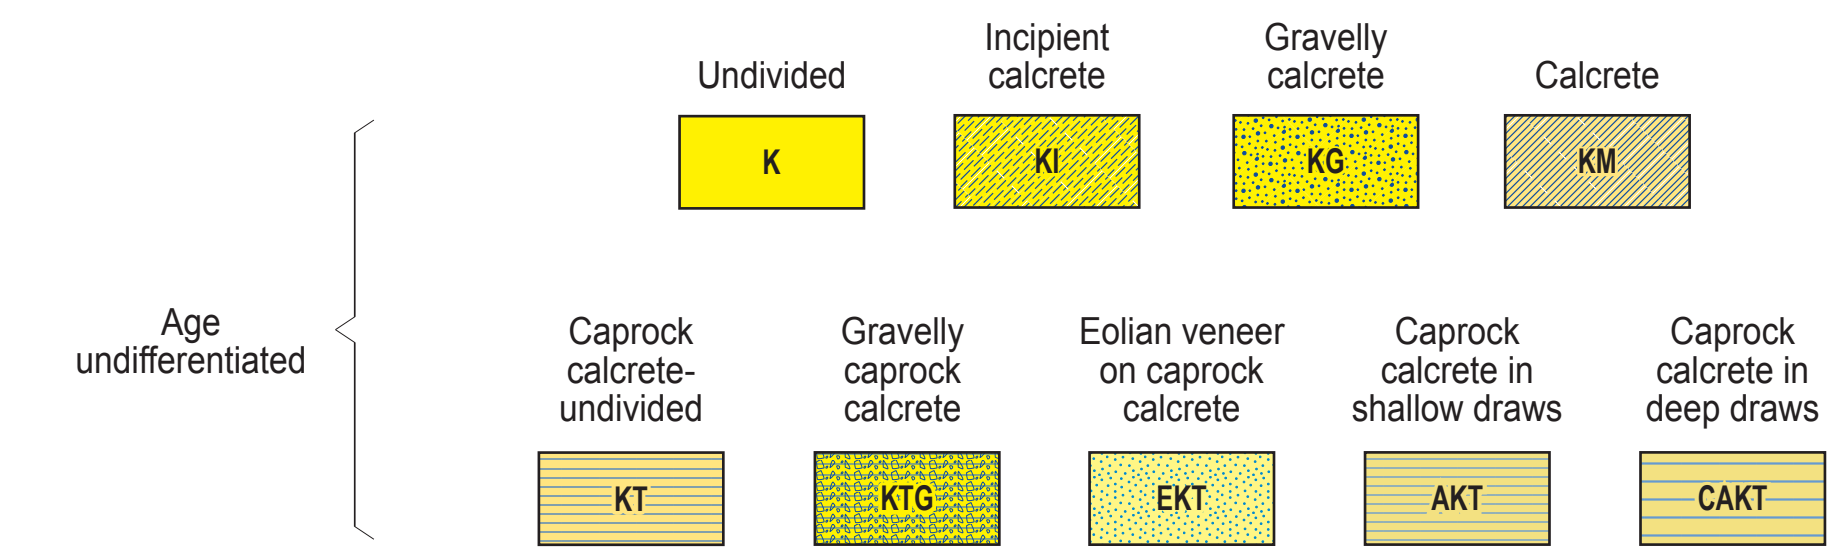 Undivided
Incipient
calcrete
Gravelly
calcrete
Calcrete
K
KI
KG
KM
Age
undifferentiated
Caprock
calcrete-
undivided
Gravelly
caprock
calcrete
Eolian veneer
on caprock
calcrete
Caprock
calcrete in
shallow draws
Caprock
calcrete in
deep draws
KT
KTG
EKT
AKT
CAKT